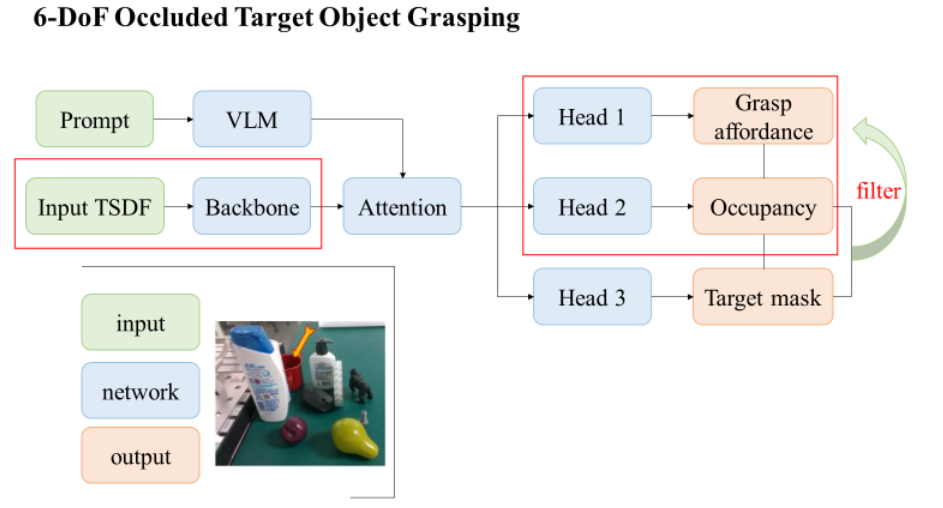 6-DoF Occluded Target Object Grasping
Prompt
VLM
Head 1
Grasp
affordance
filter
Input TSDF
Backbone
Attention
Head 2
Occupancy
Head 3
Target mask
input
network
output